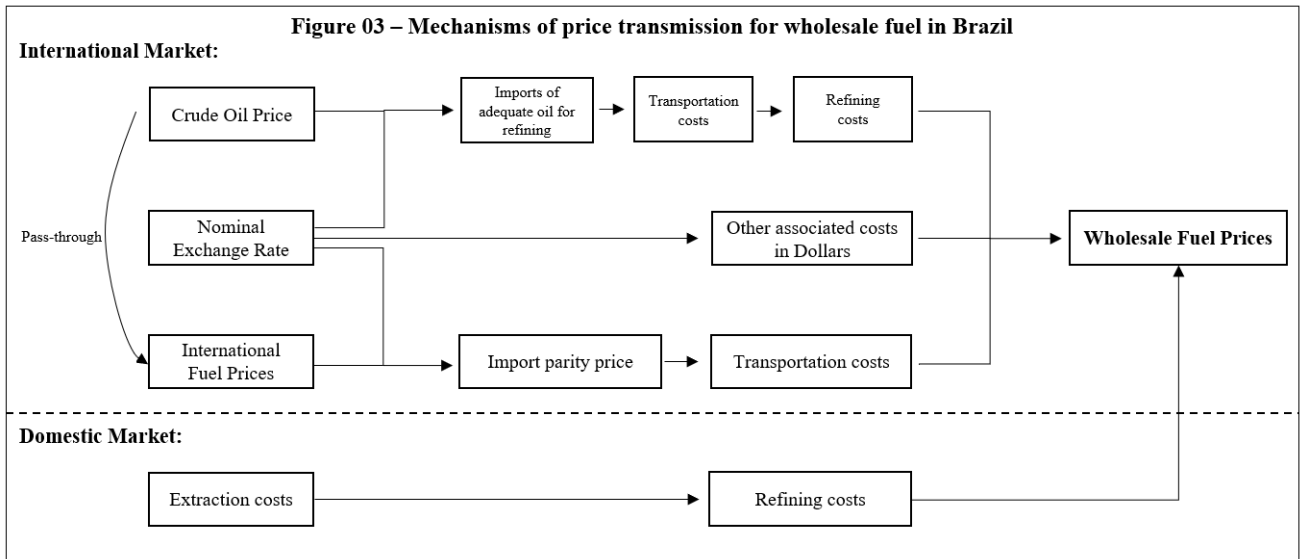 Figure 03 – Mechanisms of price transmission for wholesale fuel in Brazil
International Market:
Crude Oil Price
Imports of
adequate oil for
refining
Transportation
costs
Refining
costs
Pass-through
Nominal
Exchange Rate
Other associated costs
in Dollars
Wholesale Fuel Prices
International
Fuel Prices
Import parity price
Transportation costs
Domestic Market:
Extraction costs
Refining costs